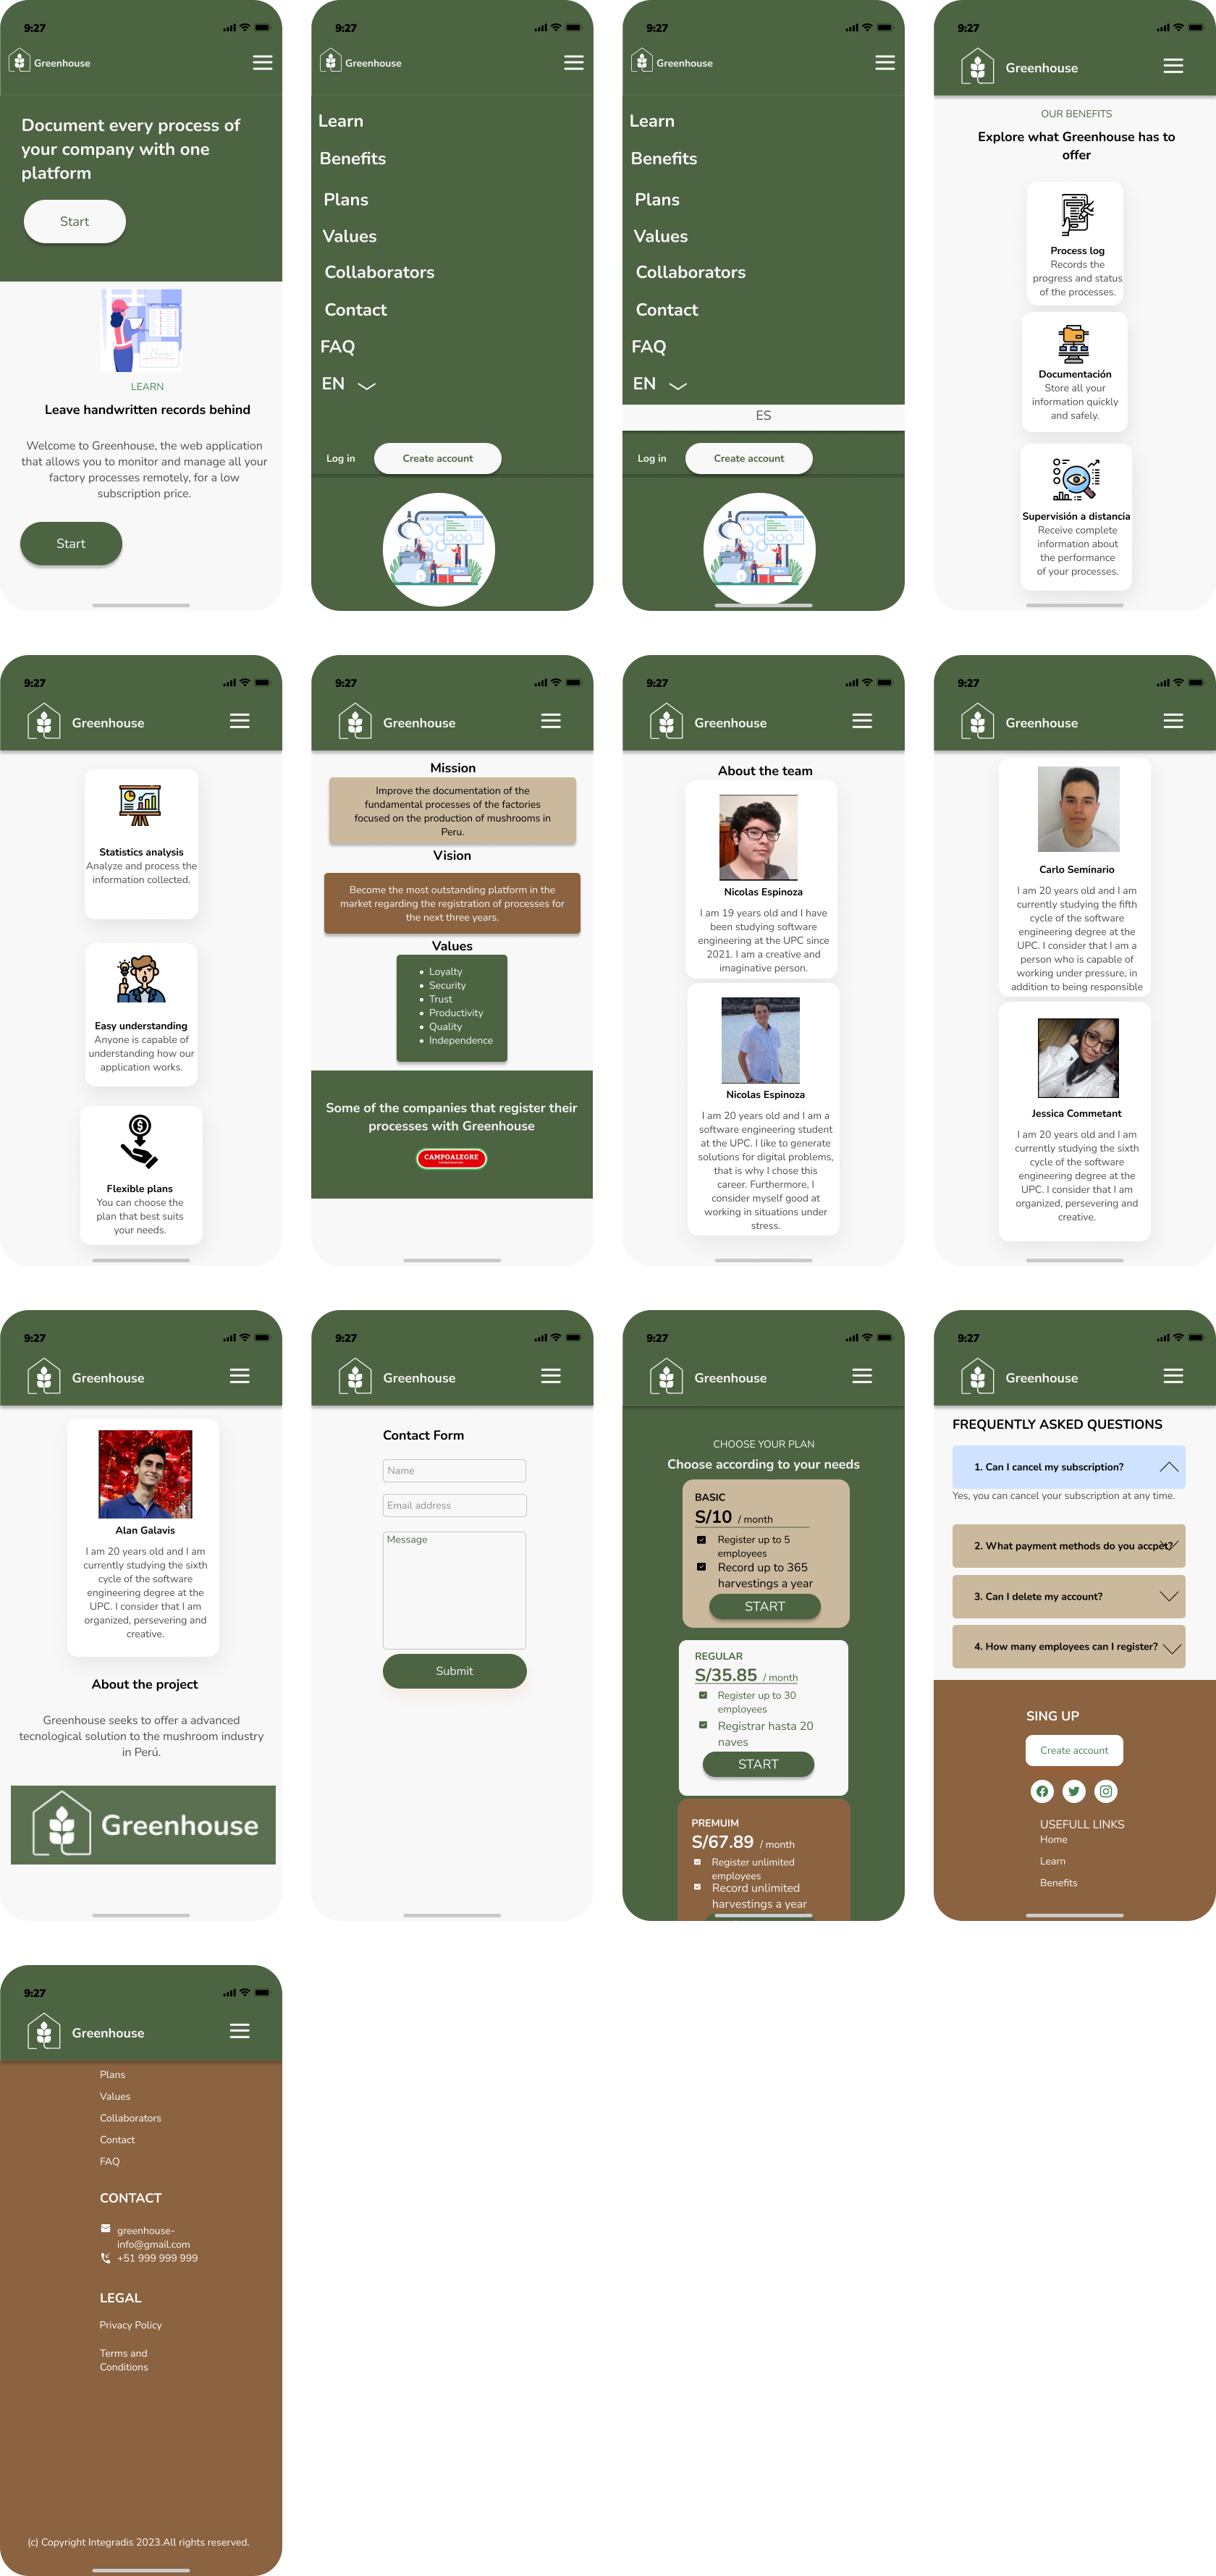 9:27
Greenhouse
Document every process of
your company with one
platform
Start
LEARN
Leave handwritten records behind
Welcome to Greenhouse, the web application
that allows you to monitor and manage all your
factory processes remotely, for a low
subscription price.
Start
9:27
Greenhouse
Learn
Benefits
Plans
Values
Collaborators
Contact
FAQ
EN
Log in
Create account
9:27
Greenhouse
Learn
Benefits
Plans
Values
Collaborators
Contact
FAQ
EN
ES
Log in
Create account
9:27
Greenhouse
OUR BENEFITS
Explore what Greenhouse has to
offer
Process log
Records the
progress and status
of the processes.
Documentación
Store all your
information quickly
and safely.
Supervisión a distancia
Receive complete
information about
the performance
of your processes.
9:27
Greenhouse
Statistics analysis
Analyze and process the
information collected.
Easy understanding
Anyone is capable of
understanding how our
application works.
Flexible plans
You can choose the
plan that best suits
your needs.
9:27
Greenhouse
Mission
Improve the documentation of the
fundamental processes of the factories
focused on the production of mushrooms in
Peru.
Vision
Become the most outstanding platform in the
market regarding the registration of processes for
the next three years.
Values
Loyalty
Security
Trust
Productivity
Quality
Independence
Some of the companies that register their
processes with Greenhouse
CAMPOALEGRE
9:27
Greenhouse
About the team
Nicolas Espinoza
I am 19 years old and I have
been studying software
engineering at the UPC since
2021. I am a creative and
imaginative person.
Nicolas Espinoza
I am 20 years old and I am a
software engineering student
at the UPC. I like to generate
solutions for digital problems,
that is why I chose this
career. Furthermore, I
consider myself good at
working in situations under
stress.
9:27
Greenhouse
Carlo Seminario
I am 20 years old and I am
currently studying the fifth
cycle of the software
engineering degree at the
UPC. I consider that I am a
person who is capable of
working under pressure, in
addition to being responsible
Jessica Commetant
I am 20 years old and I am
currently studying the sixth
cycle of the software
engineering degree at the
UPC. I consider that I am
organized, persevering and
creative.
9:27
Greenhouse
Alan Galavis
I am 20 years old and I am
currently studying the sixth
cycle of the software
engineering degree at the
UPC. I consider that I am
organized, persevering and
creative.
About the project
Greenhouse seeks to offer a advanced
tecnological solution to the mushroom industry
in Perú.
Greenhouse
9:27
Greenhouse
Contact Form
Name
Email address
Message
Submit
9:27
Greenhouse
CHOOSE YOUR PLAN
Choose according to your needs
BASIC
S/10 / month
Register up to 5
employees
Record up to 365
harvestings a year
START
REGULAR
S/35.85 / month
Register up to 30
employees
Registrar hasta 20
naves
START
PREMUIM
S/67.89 / month
Register unlimited
employees
Record unlimited
harvestings a year
9:27
Greenhouse
FREQUENTLY ASKED QUESTIONS
1. Can I cancel my subscription?
Yes, you can cancel your subscription at any time.
2. What payment methods do you accpet?
3. Can I delete my account?
4. How many employees can I register?
SING UP
Create account
USEFULL LINKS
Home
Learn
Benefits
9:27
Greenhouse
Plans
Values
Collaborators
Contact
FAQ
CONTACT
greenhouse-
info@gmail.com
+51 999 999 999
LEGAL
Privacy Policy
Terms and
Conditions
(c) Copyright Integradis 2023.All rights reserved.